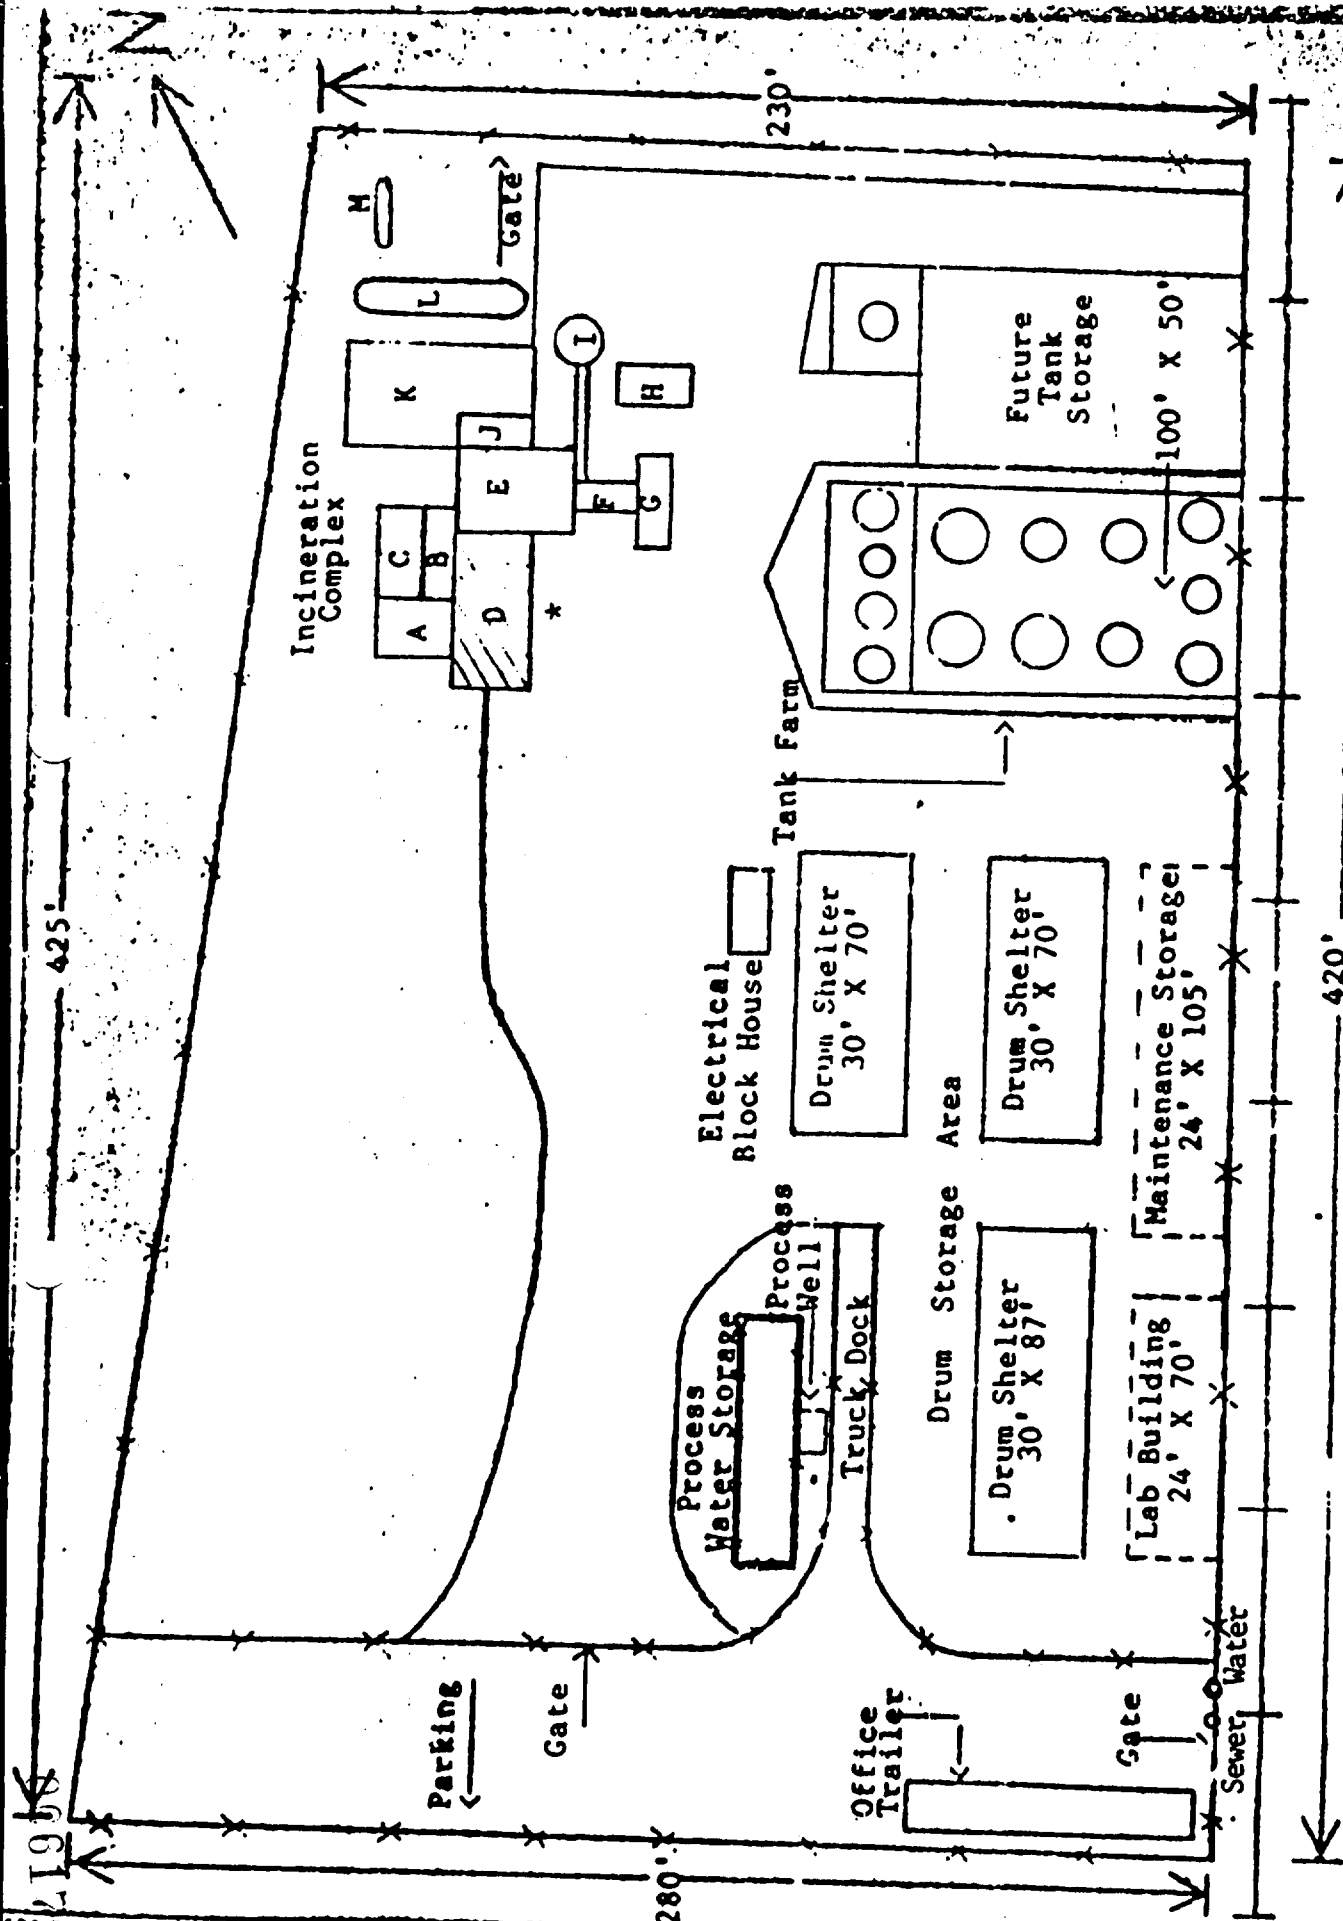 425'
N
230'
M
Gate
L
K
I
H
J
E
F
G
C
B
A
D
*
Incineration
Complex
Future
Tank
Storage
100' X 50'
Tank Farm
Electrical
Block House
Drum Shelter
30' X 70'
Drum Shelter
30' X 70'
Maintenance Storage
24' X 105'
Drum Storage Area
Process
Well
Process
Water Storage
Truck Dock
Drum Shelter
30' X 87'
Lab Building
24' X 70'
Parking
Gate
Office
Trailer
Gate
Sewer
Water
280'
420'